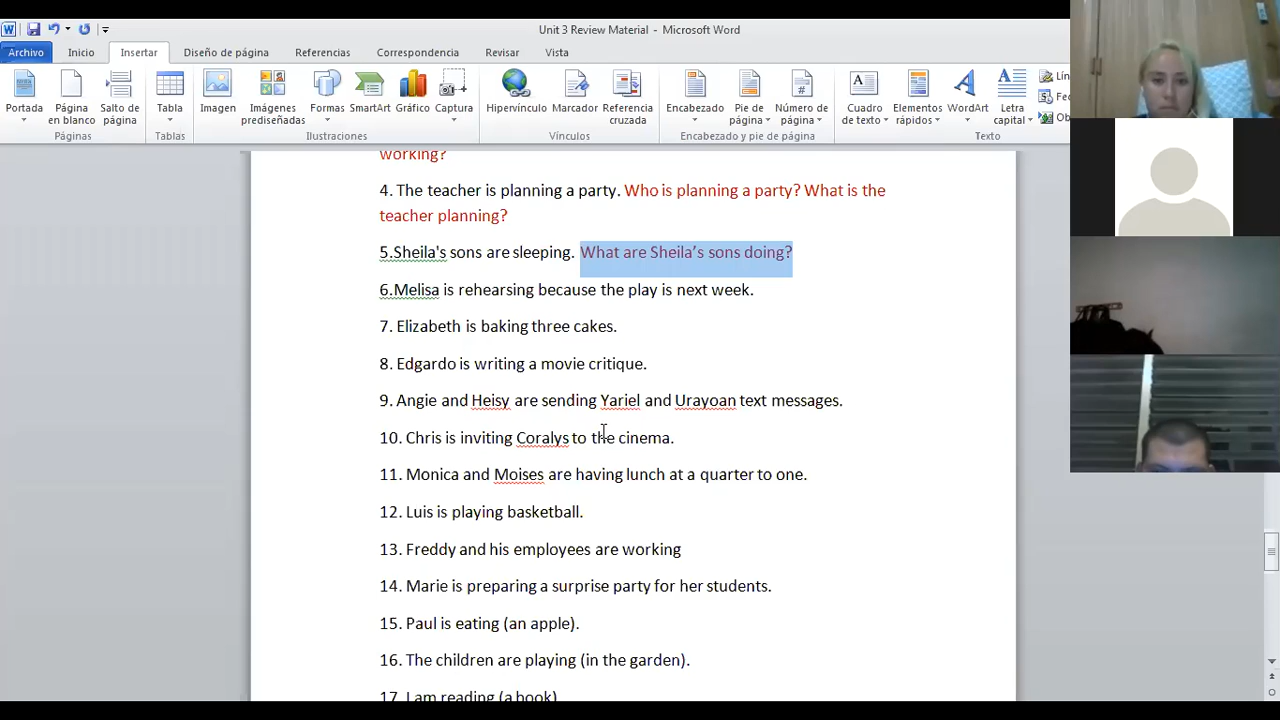 Unit 3 Review Material - Microsoft Word
Archivo Inicio Insertar Diseño de página Referencias Correspondencia Revisar Vista
Portada Página en blanco Salto de página Tabla Imagen Imágenes prediseñadas Formas SmartArt Gráfico Captura Hipervínculo Marcador Referencia cruzada Encabezado Pie de página Número de página Cuadro de texto Elementos rápidos WordArt Letra capital
Páginas Tablas Ilustraciones Vínculos Encabezado y pie de página Texto
working?
4. The teacher is planning a party. Who is planning a party? What is the
teacher planning?
5.Sheila's sons are sleeping. What are Sheila’s sons doing?
6.Melisa is rehearsing because the play is next week.
7. Elizabeth is baking three cakes.
8. Edgardo is writing a movie critique.
9. Angie and Heisy are sending Yariel and Urayoan text messages.
10. Chris is inviting Coralys to the cinema.
11. Monica and Moises are having lunch at a quarter to one.
12. Luis is playing basketball.
13. Freddy and his employees are working
14. Marie is preparing a surprise party for her students.
15. Paul is eating (an apple).
16. The children are playing (in the garden).
17. I am reading (a book)